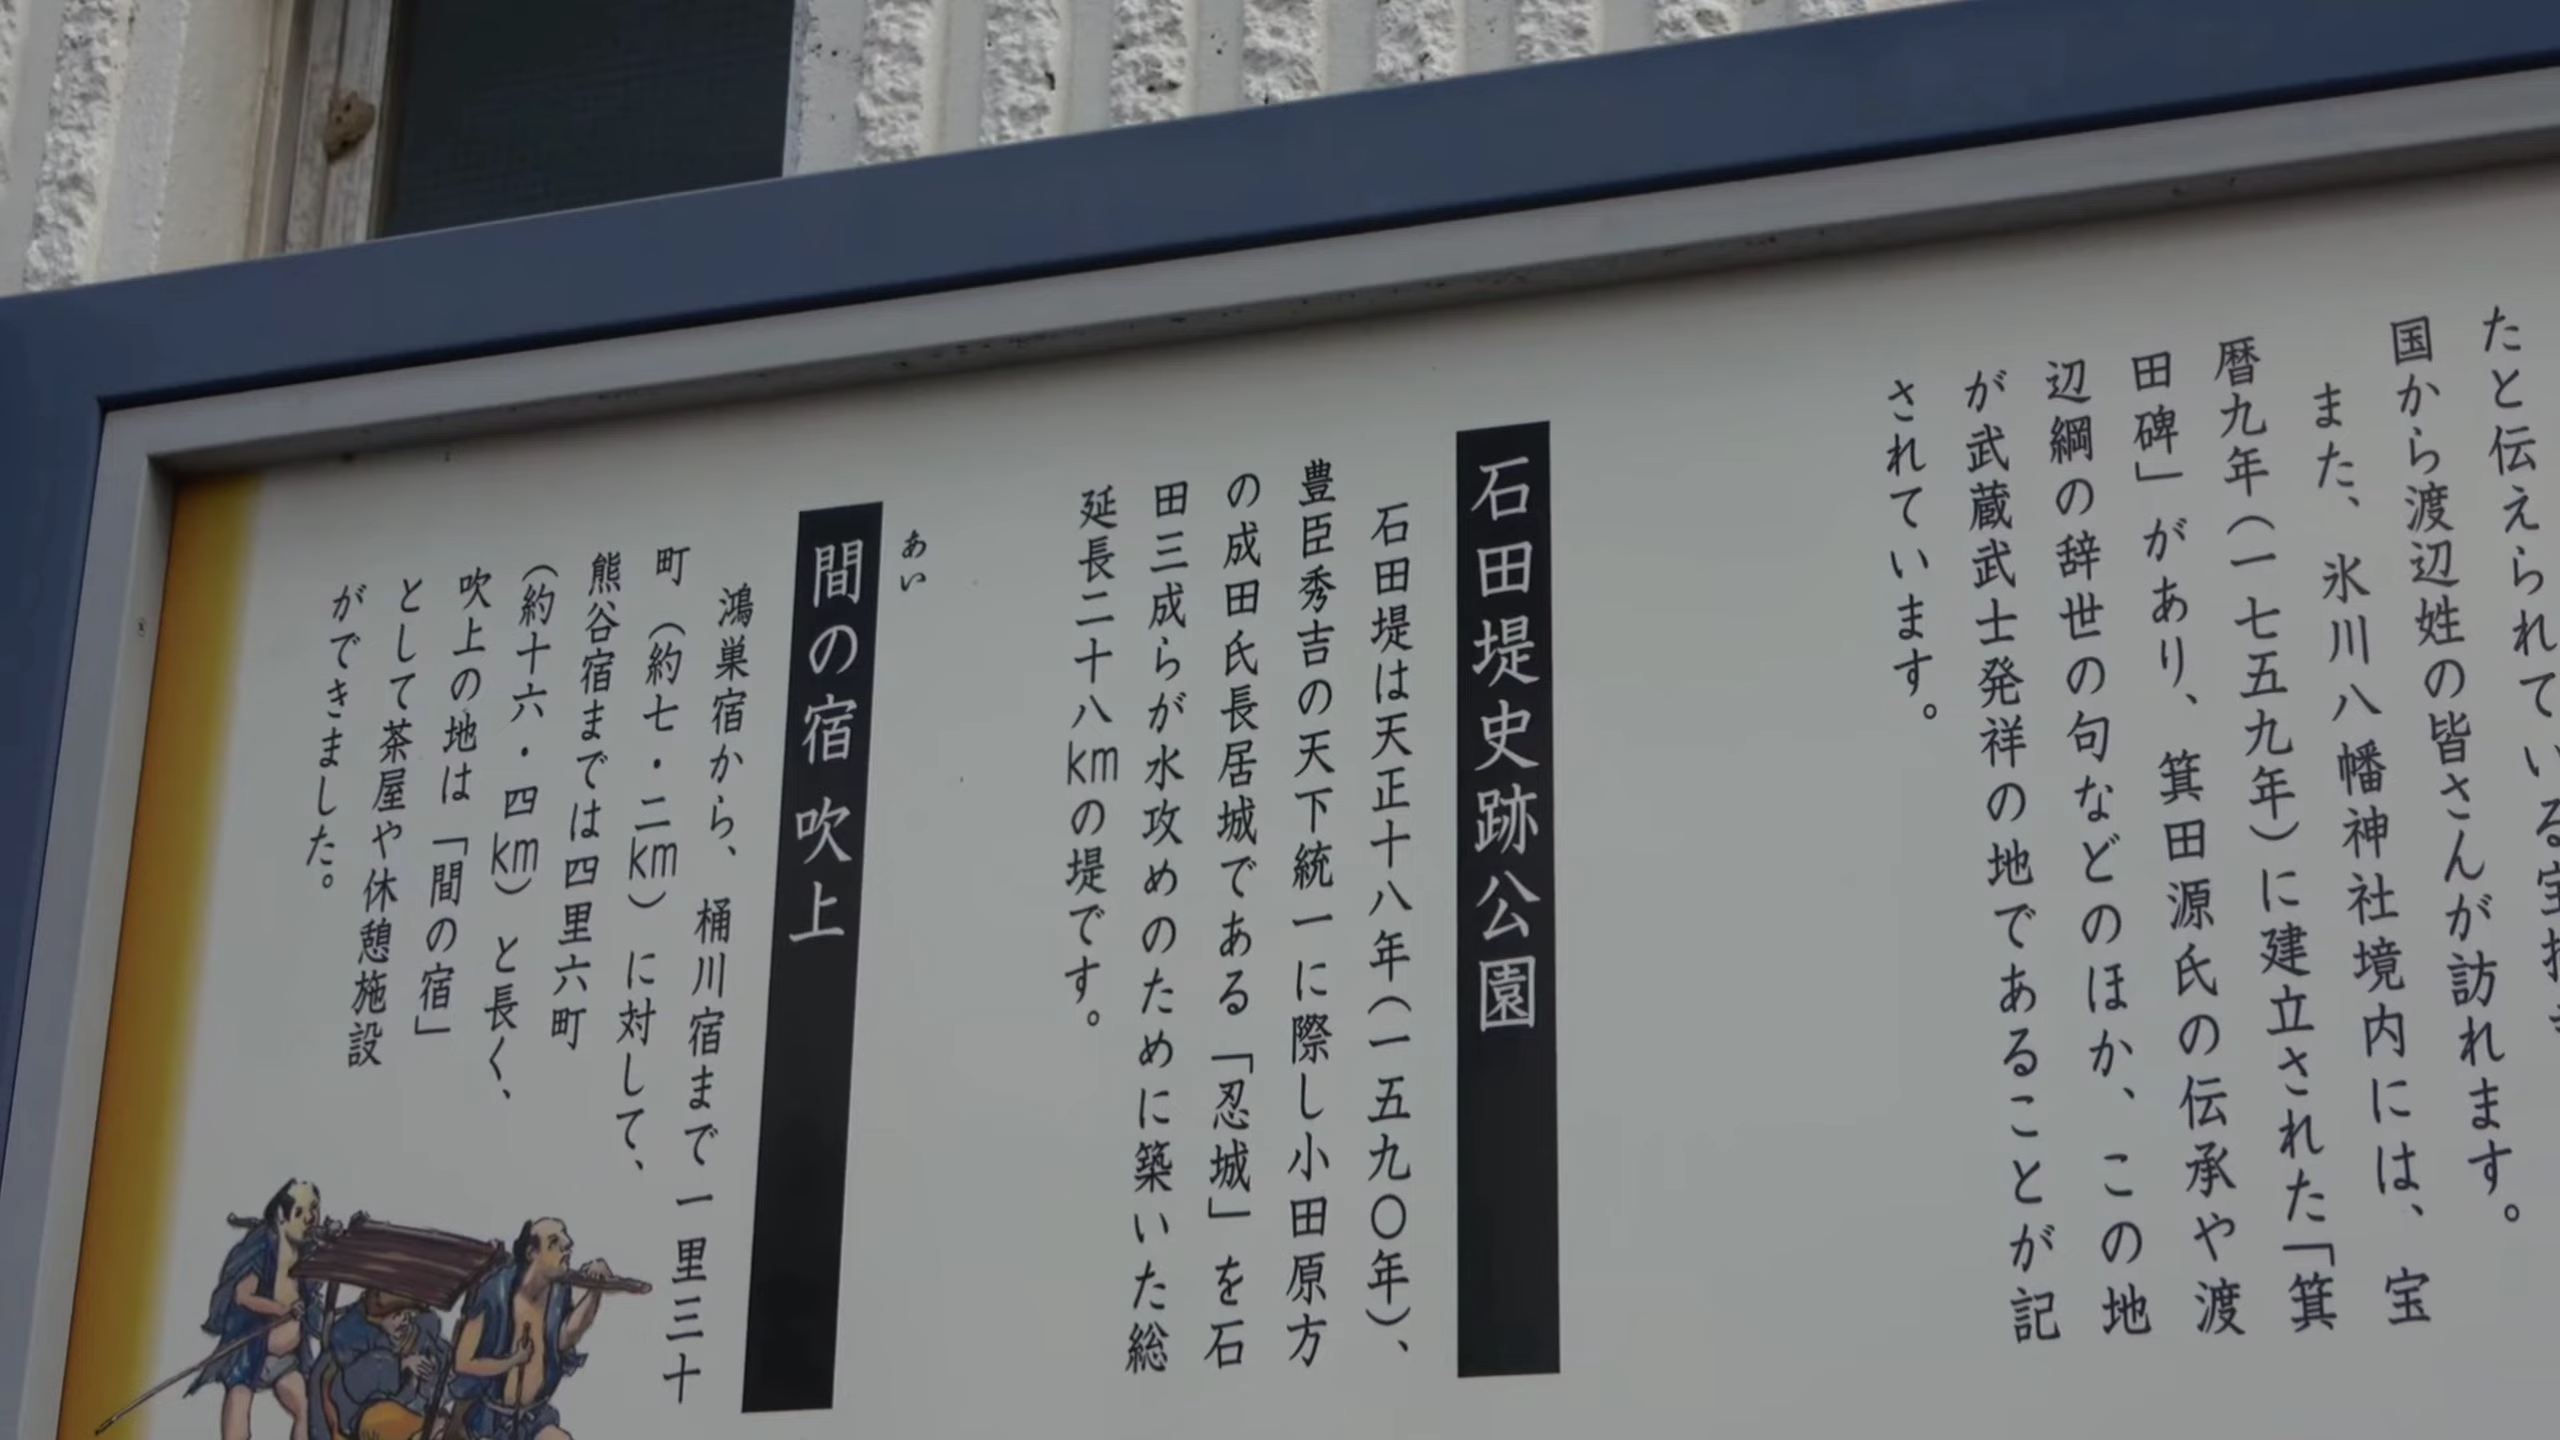 たと伝えられている宝
国から渡辺姓の皆さんが訪れます。
また、氷川八幡神社境内には、宝
暦九年(一七五九年)に建立された「箕
田碑」があり、箕田源氏の伝承や渡
辺綱の辞世の句などのほか、この地
が武蔵武士発祥の地であることが記
されています。
石田堤史跡公園
石田堤は天正十八年(一五九〇年)、
豊臣秀吉の天下統一に際し小田原方
の成田氏長居城である「忍城」を石
田三成らが水攻めのために築いた総
延長二十八kmの堤です。
あい
間の宿 吹上
鴻巣宿から、桶川宿まで一里三十
町(約七・二km)に対して、
熊谷宿までは四里六町
(約十六・四km)と長く、
吹上の地は「間の宿」
として茶屋や休憩施設
ができました。